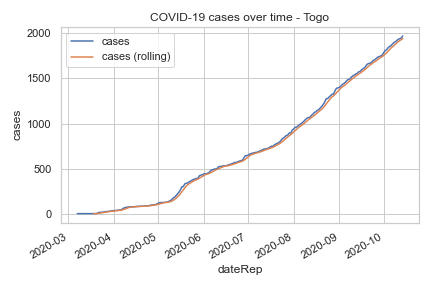 COVID-19 cases over time - Togo
cases
cases (rolling)
2000
1500
1000
500
0
cases
2020-03
2020-04
2020-05
2020-06
2020-07
2020-08
2020-09
2020-10
dateRep